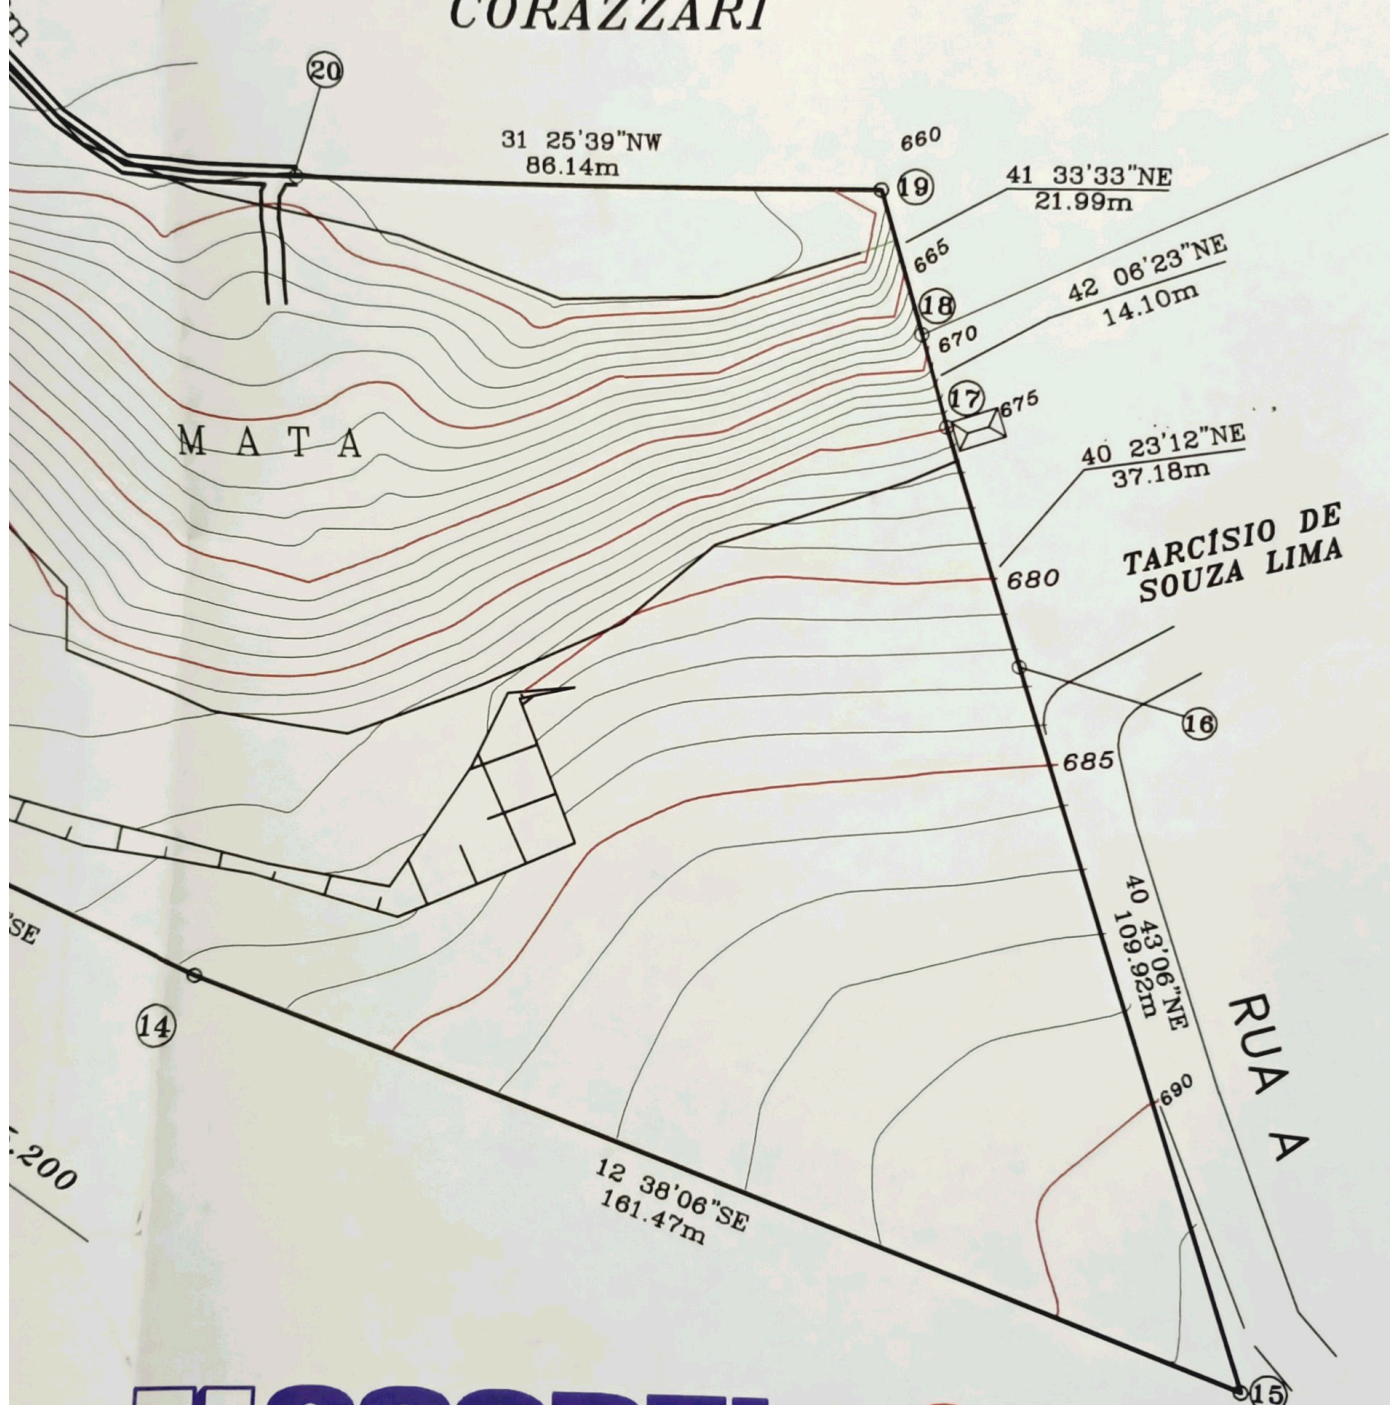 CORAZZARI
m
20
31 25'39"NW
86.14m
660
19
41 33'33"NE
21.99m
665
42 06'23"NE
14.10m
18
670
17
675
40 23'12"NE
37.18m
MATA
TARCÍSIO DE
SOUZA LIMA
680
16
685
40 43'06"NE
109.92m
"SE
14
RUA A
690
.200
12 38'06"SE
161.47m
15